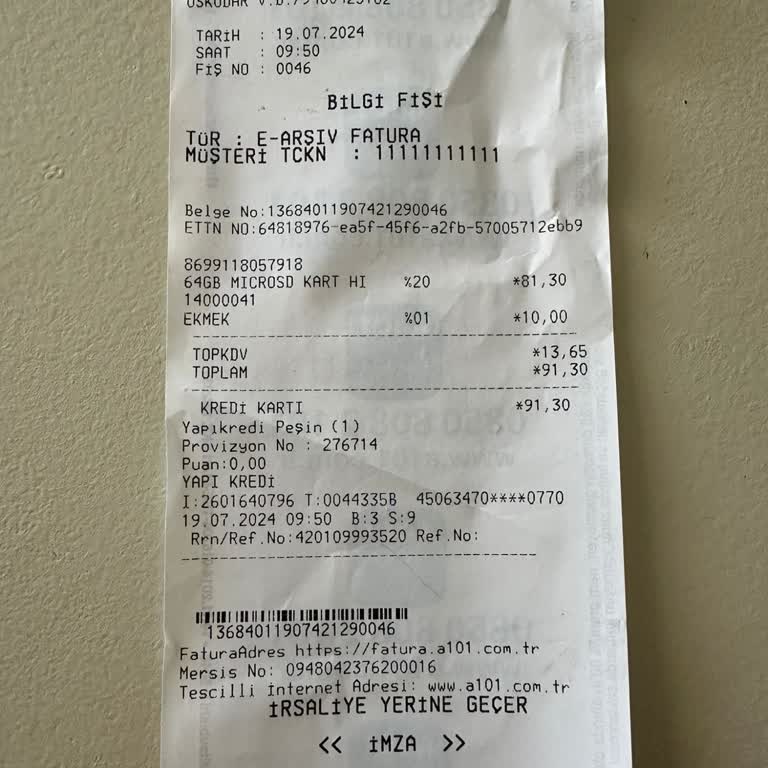 TARİH : 19.07.2024
SAAT : 09:50
FİŞ NO : 0046
BİLGİ FİŞİ
TÜR : E-ARŞIV FATURA
MÜŞTERİ TCKN : 11111111111
Belge No:13684011907421290046
ETTN NO:64818976-ea5f-45f6-a2fb-57005712ebb9
8699118057918
64GB MICROSD KART HI %20 *81,30
14000041
EKMEK %01 *10,00
TOPKDV *13,65
TOPLAM *91,30
KREDİ KARTI *91,30
Yapıkredi Peşin (1)
Provizyon No : 276714
Puan:0,00
YAPI KREDİ
I:2601640796 T:0044335B 45063470****0770
19.07.2024 09:50 B:3 S:9
Rrn/Ref.No:420109993520 Ref.No:
13684011907421290046
FaturaAdres https://fatura.a101.com.tr
Mersis No: 0948042376200016
Tescilli İnternet Adresi: www.a101.com.tr
İRSALİYE YERİNE GEÇER
<< İMZA >>